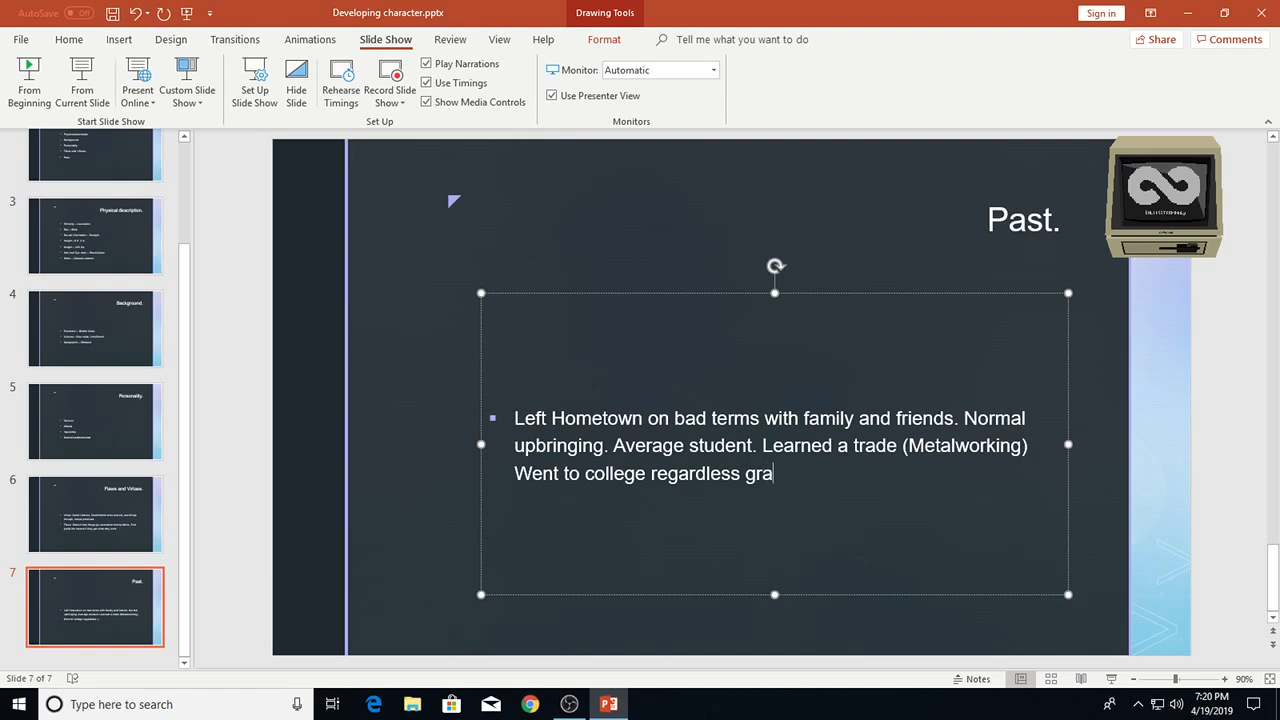 AutoSave Off
Developing character.pptx
Drawing Tools
Sign in
File Home Insert Design Transitions Animations Slide Show Review View Help Format Tell me what you want to do
Share Comments
From Beginning
From Current Slide
Present Online
Custom Slide Show
Set Up Slide Show
Hide Slide
Rehearse Timings
Record Slide Show
Play Narrations
Use Timings
Show Media Controls
Monitor: Automatic
Use Presenter View
Start Slide Show
Set Up
Monitors
3
Physical description.
4
Background.
5
Personality.
6
Flaws and Virtues.
7
Past.
Past.
Left Hometown on bad terms with family and friends. Normal
upbringing. Average student. Learned a trade (Metalworking)
Went to college regardless gra
Slide 7 of 7
Notes
90%
Type here to search
7:20 PM
4/19/2019